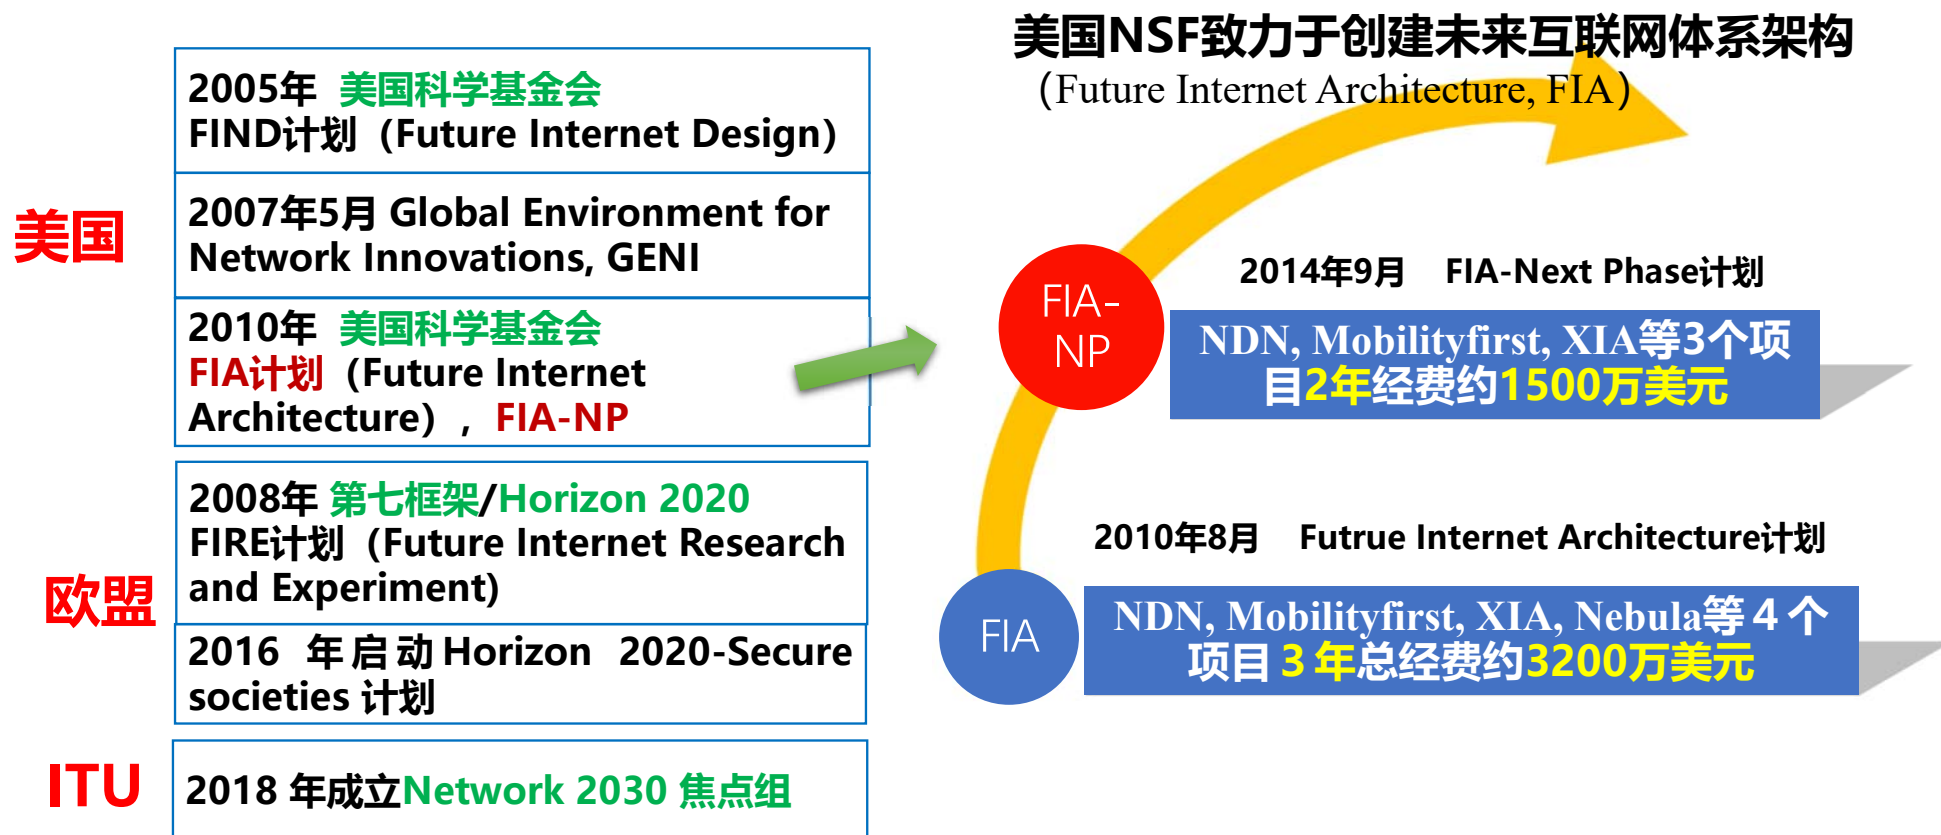 美国
2005年 美国科学基金会
FIND计划（Future Internet Design）
2007年5月 Global Environment for
Network Innovations, GENI
2010年 美国科学基金会
FIA计划（Future Internet
Architecture），FIA-NP
欧盟
2008年 第七框架/Horizon 2020
FIRE计划（Future Internet Research
and Experiment)
2016 年启动Horizon 2020-Secure
societies 计划
ITU
2018 年成立Network 2030 焦点组
美国NSF致力于创建未来互联网体系架构
（Future Internet Architecture, FIA）
FIA-
NP
2014年9月 FIA-Next Phase计划
NDN, Mobilityfirst, XIA等3个项
目2年经费约1500万美元
2010年8月 Futrue Internet Architecture计划
FIA
NDN, Mobilityfirst, XIA, Nebula等４个
项目３年总经费约3200万美元